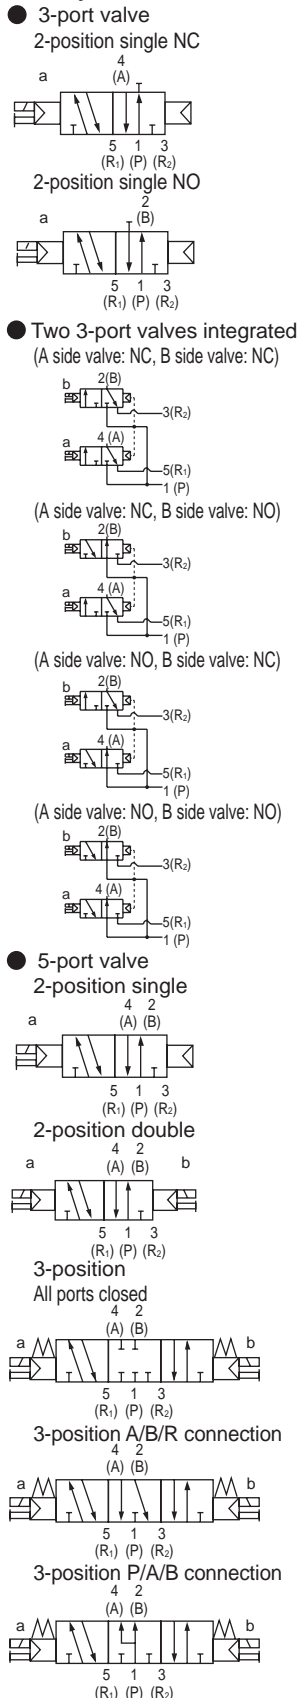 ● 3-port valve
2-position single NC
4
a (A)
5 1 3
(R₁) (P) (R₂)
2-position single NO
2
a (B)
5 1 3
(R₁) (P) (R₂)
● Two 3-port valves integrated
(A side valve: NC, B side valve: NC)
b 2(B)
3(R₂)
a 4 (A)
5(R₁)
1 (P)
(A side valve: NC, B side valve: NO)
b 2(B)
3(R₂)
a 4 (A)
5(R₁)
1 (P)
(A side valve: NO, B side valve: NC)
b 2(B)
3(R₂)
a 4 (A)
5(R₁)
1 (P)
(A side valve: NO, B side valve: NO)
b 2(B)
3(R₂)
a 4 (A)
5(R₁)
1 (P)
● 5-port valve
2-position single
4 2
a (A) (B)
5 1 3
(R₁) (P) (R₂)
2-position double
4 2
a (A) (B) b
5 1 3
(R₁) (P) (R₂)
3-position
All ports closed
4 2
(A) (B)
a b
5 1 3
(R₁) (P) (R₂)
3-position A/B/R connection
4 2
(A) (B)
a b
5 1 3
(R₁) (P) (R₂)
3-position P/A/B connection
4 2
(A) (B)
a b
5 1 3
(R₁) (P) (R₂)